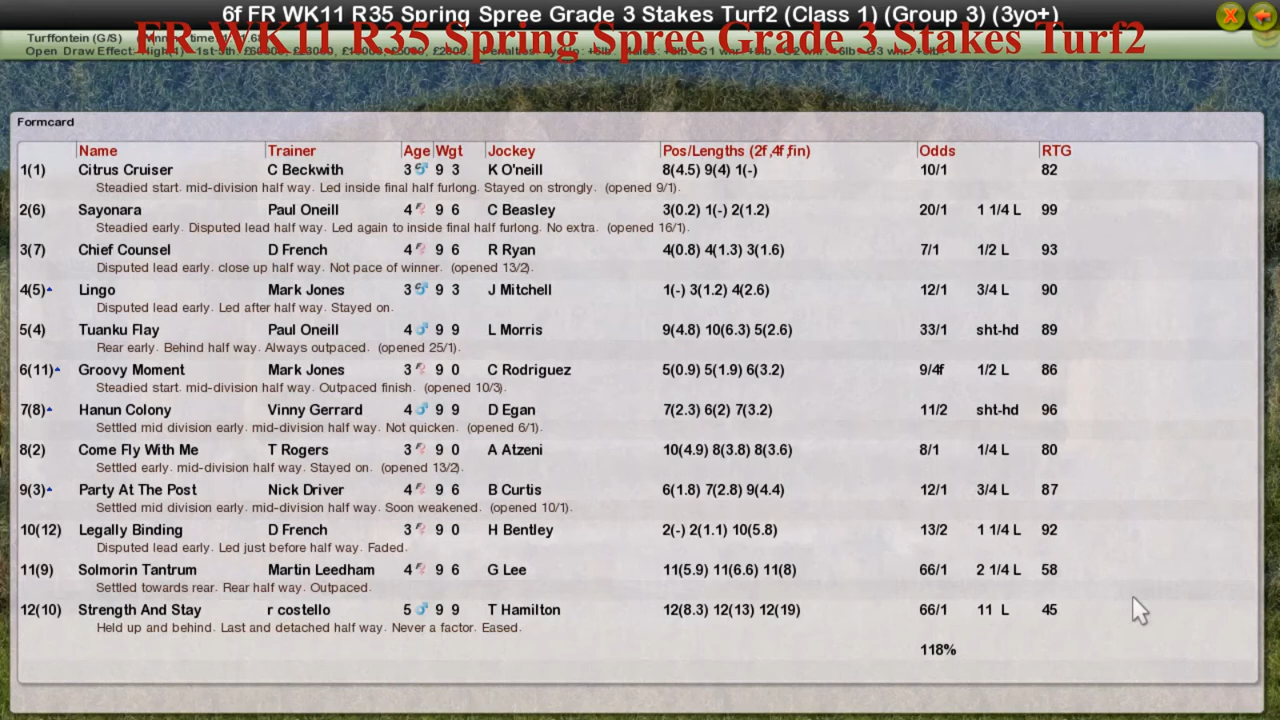 6f FR WK11 R35 Spring Spree Grade 3 Stakes Turf2 (Class 1) (Group 3) (3yo+)
FR WK11 R35 Spring Spree Grade 3 Stakes Turf2
Turffontein (G/S)
Open Draw Effect: High(1)
Formcard
Name Trainer Age Wgt Jockey Pos/Lengths (2f,4f,fin) Odds RTG
1(1) Citrus Cruiser C Beckwith 3 9 3 K O'neill 8(4.5) 9(4) 1(-) 10/1 82
Steadied start. mid-division half way. Led inside final half furlong. Stayed on strongly. (opened 9/1).
2(6) Sayonara Paul Oneill 4 9 6 C Beasley 3(0.2) 1(-) 2(1.2) 20/1 1 1/4 L 99
Steadied early. Disputed lead half way. Led again to inside final half furlong. No extra. (opened 16/1).
3(7) Chief Counsel D French 4 9 6 R Ryan 4(0.8) 4(1.3) 3(1.6) 7/1 1/2 L 93
Disputed lead early. close up half way. Not pace of winner. (opened 13/2).
4(5) Lingo Mark Jones 3 9 3 J Mitchell 1(-) 3(1.2) 4(2.6) 12/1 3/4 L 90
Disputed lead early. Led after half way. Stayed on.
5(4) Tuanku Flay Paul Oneill 4 9 9 L Morris 9(4.8) 10(6.3) 5(2.6) 33/1 sht-hd 89
Rear early. Behind half way. Always outpaced. (opened 25/1).
6(11) Groovy Moment Mark Jones 3 9 0 C Rodriguez 5(0.9) 5(1.9) 6(3.2) 9/4f 1/2 L 86
Steadied start. mid-division half way. Outpaced finish. (opened 10/3).
7(8) Hanun Colony Vinny Gerrard 4 9 9 D Egan 7(2.3) 6(2) 7(3.2) 11/2 sht-hd 96
Settled mid division early. mid-division half way. Not quicken. (opened 6/1).
8(2) Come Fly With Me T Rogers 3 9 0 A Atzeni 10(4.9) 8(3.8) 8(3.6) 8/1 1/4 L 80
Settled early. mid-division half way. Stayed on. (opened 13/2).
9(3) Party At The Post Nick Driver 4 9 6 B Curtis 6(1.8) 7(2.8) 9(4.4) 12/1 3/4 L 87
Settled mid division early. mid-division half way. Soon weakened. (opened 10/1).
10(12) Legally Binding D French 3 9 0 H Bentley 2(-) 2(1.1) 10(5.8) 13/2 1 1/4 L 92
Disputed lead early. Led just before half way. Faded.
11(9) Solmorin Tantrum Martin Leedham 4 9 6 G Lee 11(5.9) 11(6.6) 11(8) 66/1 2 1/4 L 58
Settled towards rear. Rear half way. Outpaced.
12(10) Strength And Stay r costello 5 9 9 T Hamilton 12(8.3) 12(13) 12(19) 66/1 11 L 45
Held up and behind. Last and detached half way. Never a factor. Eased.
118%